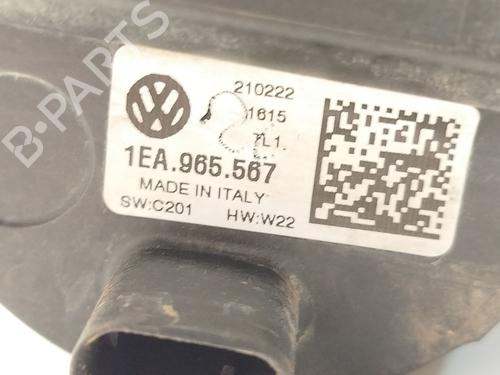 210222
1615
1EA.965.567
MADE IN ITALY
SW:C201 HW:W22
B-PARTS